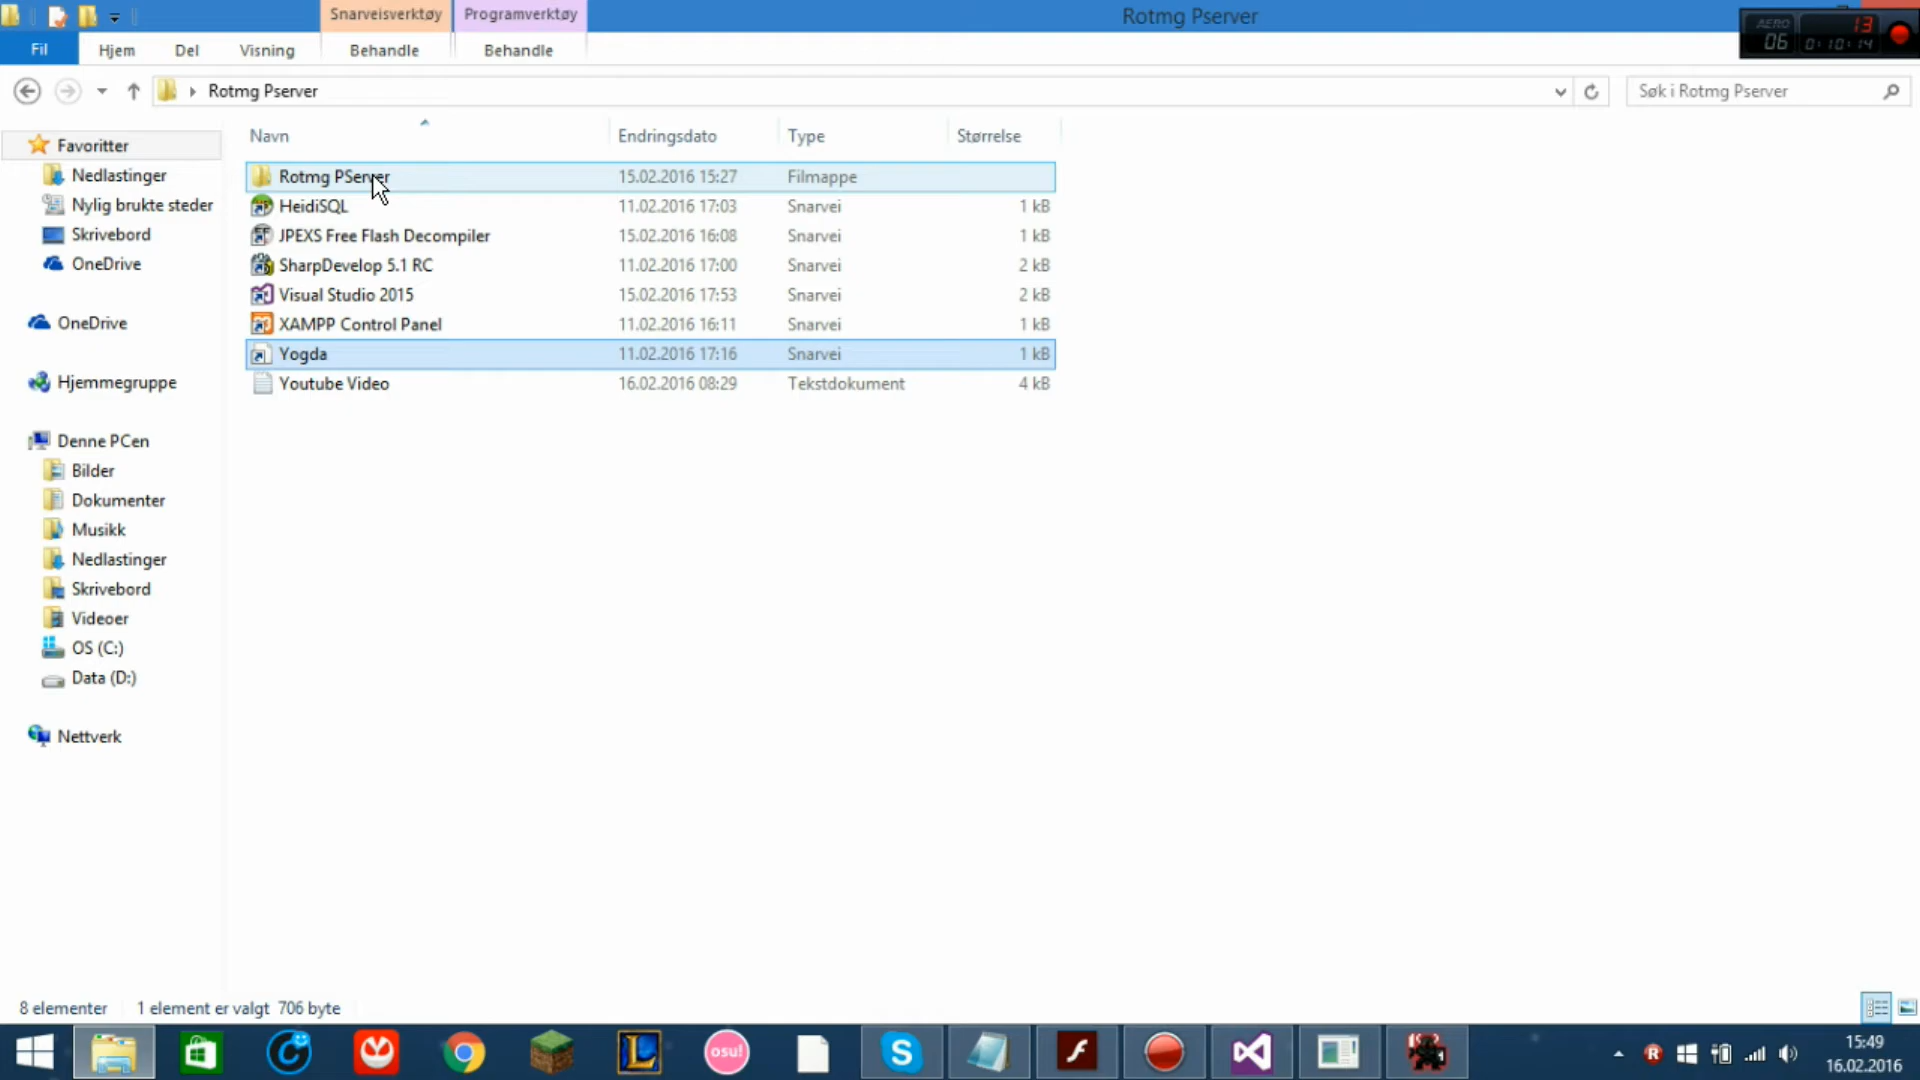 Snarveisverktøy Programverktøy Rotmg Pserver
AERO 13
06 0:10:14
Fil Hjem Del Visning Behandle Behandle
Rotmg Pserver Søk i Rotmg Pserver
Navn Endringsdato Type Størrelse
Favoritter
Nedlastinger
Nylig brukte steder
Skrivebord
OneDrive
OneDrive
Hjemmegruppe
Denne PCen
Bilder
Dokumenter
Musikk
Nedlastinger
Skrivebord
Videoer
OS (C:)
Data (D:)
Nettverk
Rotmg PServer 15.02.2016 15:27 Filmappe
HeidiSQL 11.02.2016 17:03 Snarvei 1 kB
JPEXS Free Flash Decompiler 15.02.2016 16:08 Snarvei 1 kB
SharpDevelop 5.1 RC 11.02.2016 17:00 Snarvei 2 kB
Visual Studio 2015 15.02.2016 17:53 Snarvei 2 kB
XAMPP Control Panel 11.02.2016 16:11 Snarvei 1 kB
Yogda 11.02.2016 17:16 Snarvei 1 kB
Youtube Video 16.02.2016 08:29 Tekstdokument 4 kB
8 elementer 1 element er valgt 706 byte
osu!
15:49
16.02.2016